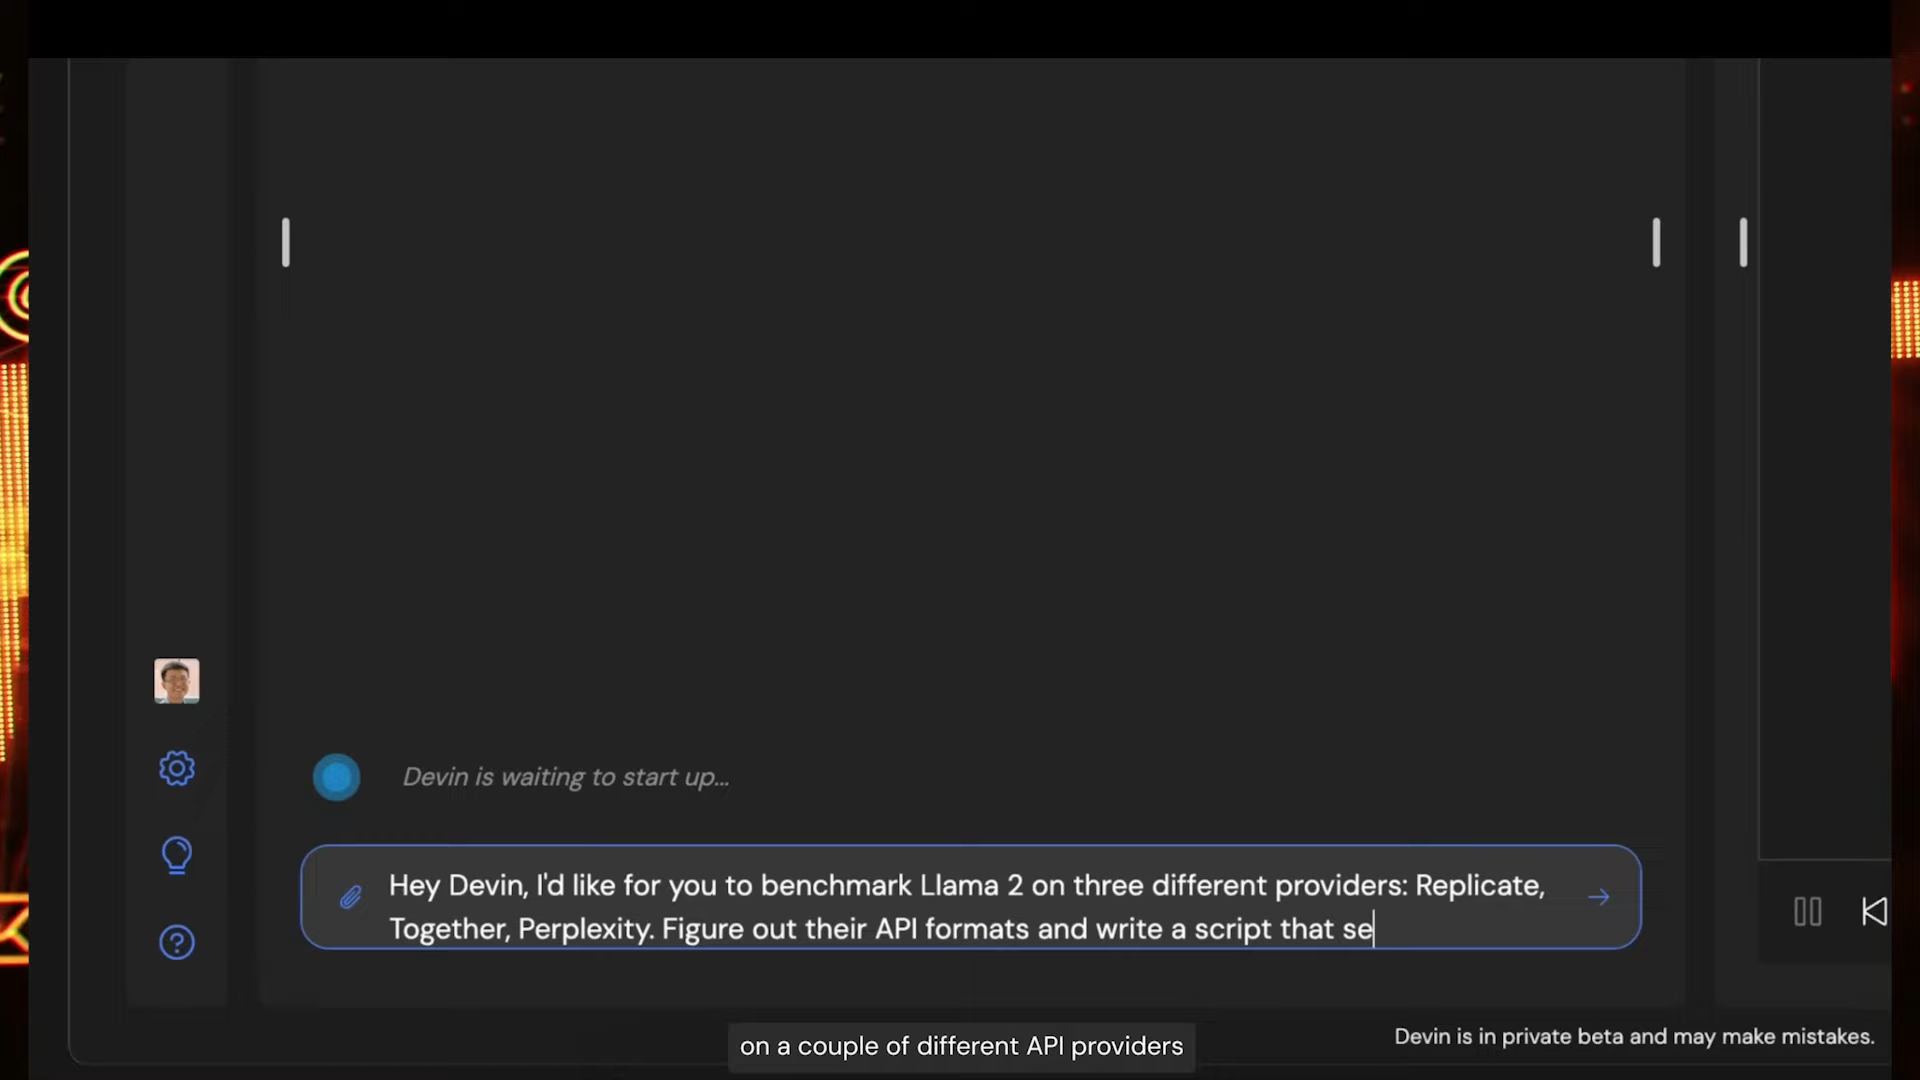 Devin is waiting to start up...
Hey Devin, I'd like for you to benchmark Llama 2 on three different providers: Replicate,
Together, Perplexity. Figure out their API formats and write a script that se
Devin is in private beta and may make mistakes.
on a couple of different API providers